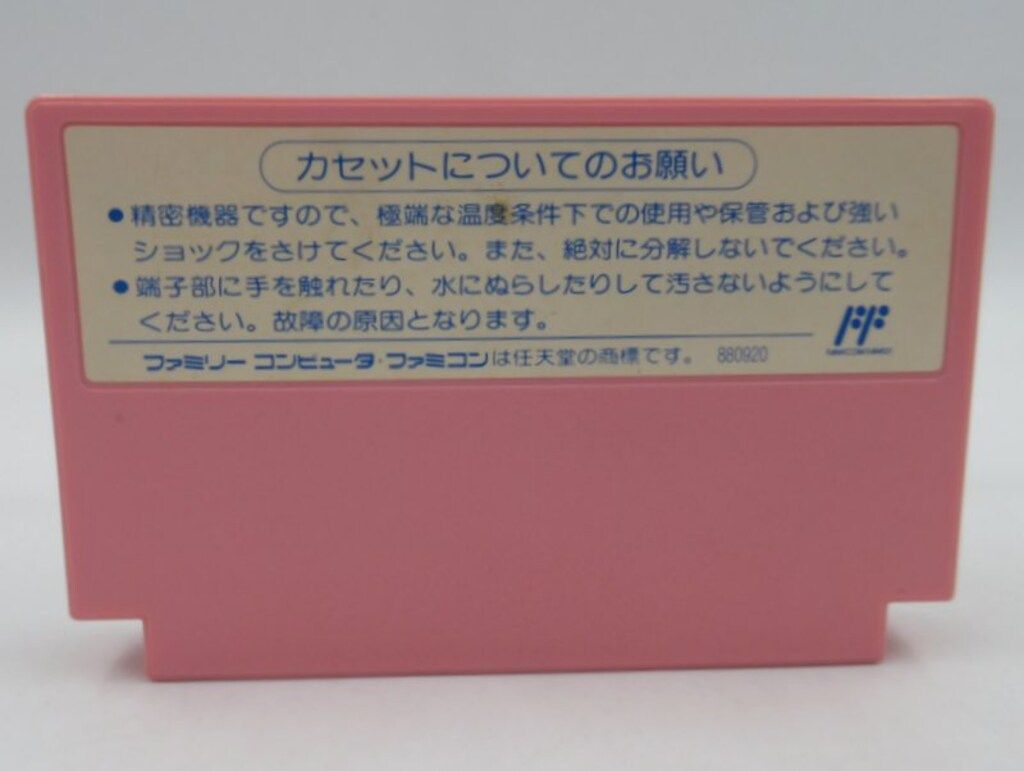 カセットについてのお願い
●精密機器ですので、極端な温度条件下での使用や保管および強い
ショックをさけてください。また、絶対に分解しないでください。
●端子部に手を触れたり、水にぬらしたりして汚さないようにして
ください。故障の原因となります。
ファミリー コンピュータ・ファミコンは任天堂の商標です。 880920